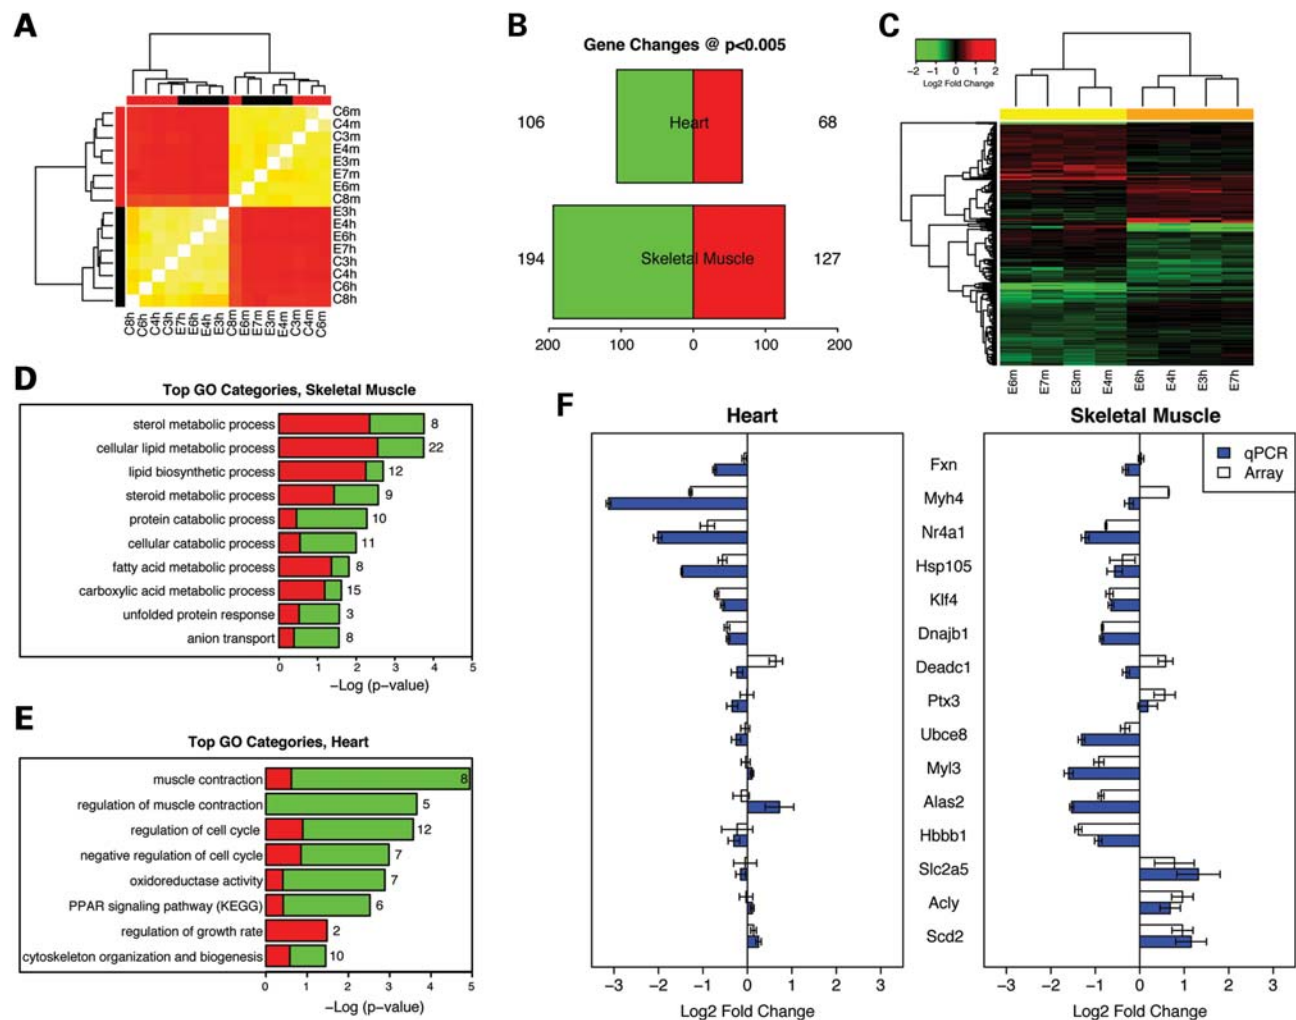 A
C6m
C4m
C3m
E4m
E3m
E7m
E6m
C8m
E3h
E4h
E6h
E7h
C3h
C4h
C6h
C8h
C8h C6h C4h C3h E7h E6h E4h E3h C8m E6m E7m E3m E4m C3m C4m C6m
B
Gene Changes @ p<0.005
106 Heart 68
194 Skeletal Muscle 127
200 100 0 100 200
C
−2 −1 0 1 2
Log2 Fold Change
E6m E7m E3m E4m E6h E4h E3h E7h
D
Top GO Categories, Skeletal Muscle
sterol metabolic process 8
cellular lipid metabolic process 22
lipid biosynthetic process 12
steroid metabolic process 9
protein catabolic process 10
cellular catabolic process 11
fatty acid metabolic process 8
carboxylic acid metabolic process 15
unfolded protein response 3
anion transport 8
0 1 2 3 4 5
−Log (p−value)
E
Top GO Categories, Heart
muscle contraction 8
regulation of muscle contraction 5
regulation of cell cycle 12
negative regulation of cell cycle 7
oxidoreductase activity 7
PPAR signaling pathway (KEGG) 6
regulation of growth rate 2
cytoskeleton organization and biogenesis 10
0 1 2 3 4 5
−Log (p−value)
F
Heart
Skeletal Muscle
qPCR
Array
Fxn
Myh4
Nr4a1
Hsp105
Klf4
Dnajb1
Deadc1
Ptx3
Ubce8
Myl3
Alas2
Hbbb1
Slc2a5
Acly
Scd2
−3 −2 −1 0 1 2 3
Log2 Fold Change
−3 −2 −1 0 1 2 3
Log2 Fold Change